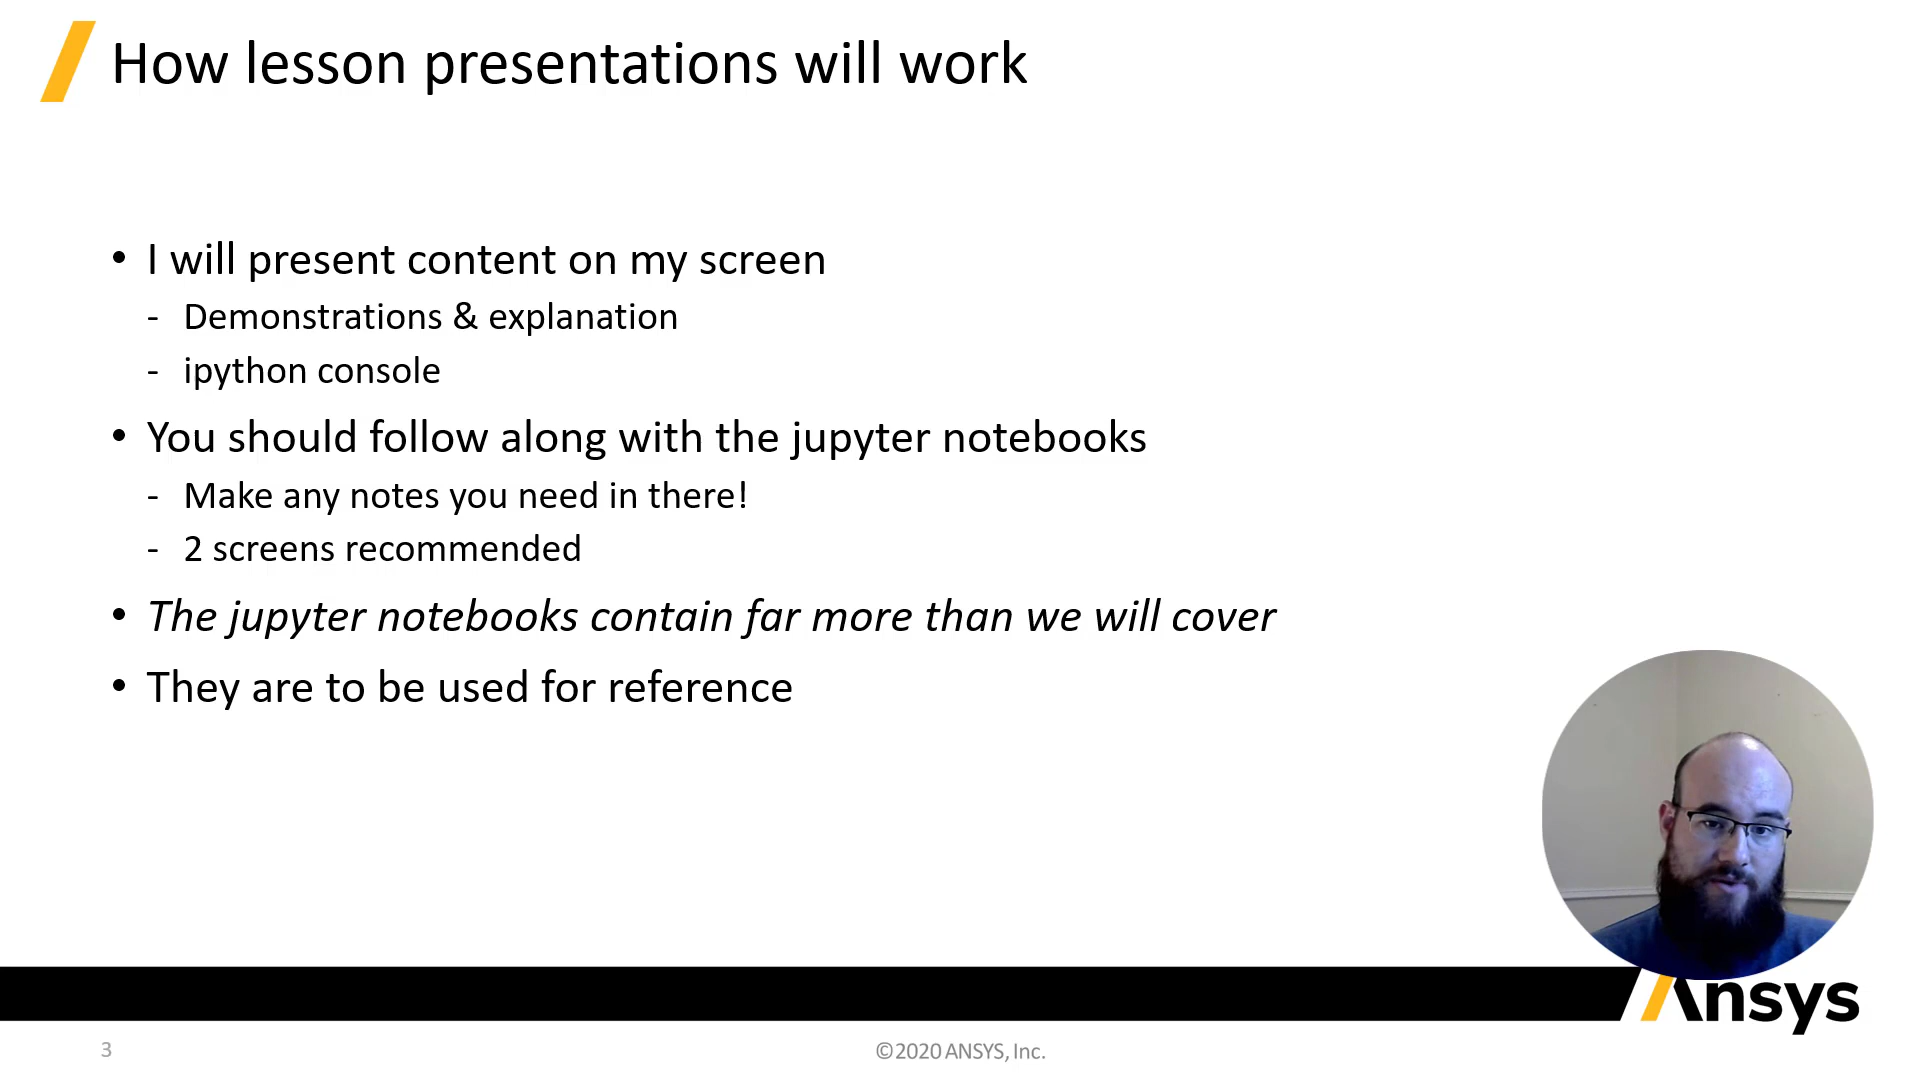 How lesson presentations will work
• I will present content on my screen
- Demonstrations & explanation
- ipython console
• You should follow along with the jupyter notebooks
- Make any notes you need in there!
- 2 screens recommended
• The jupyter notebooks contain far more than we will cover
• They are to be used for reference
Ansys
3
©2020 ANSYS, Inc.